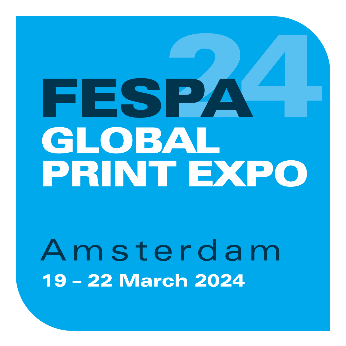 24
FESPA
GLOBAL
PRINT EXPO
Amsterdam
19 – 22 March 2024